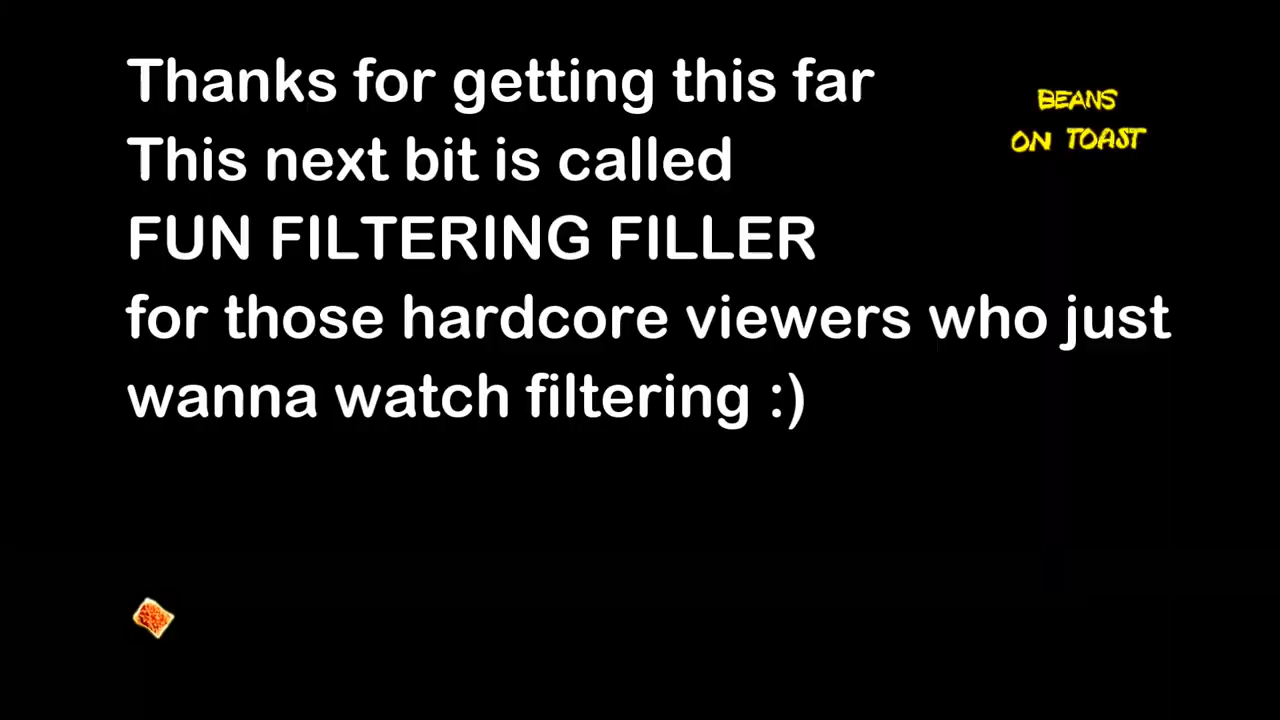 Thanks for getting this far
This next bit is called
FUN FILTERING FILLER
for those hardcore viewers who just
wanna watch filtering :)
BEANS
ON TOAST